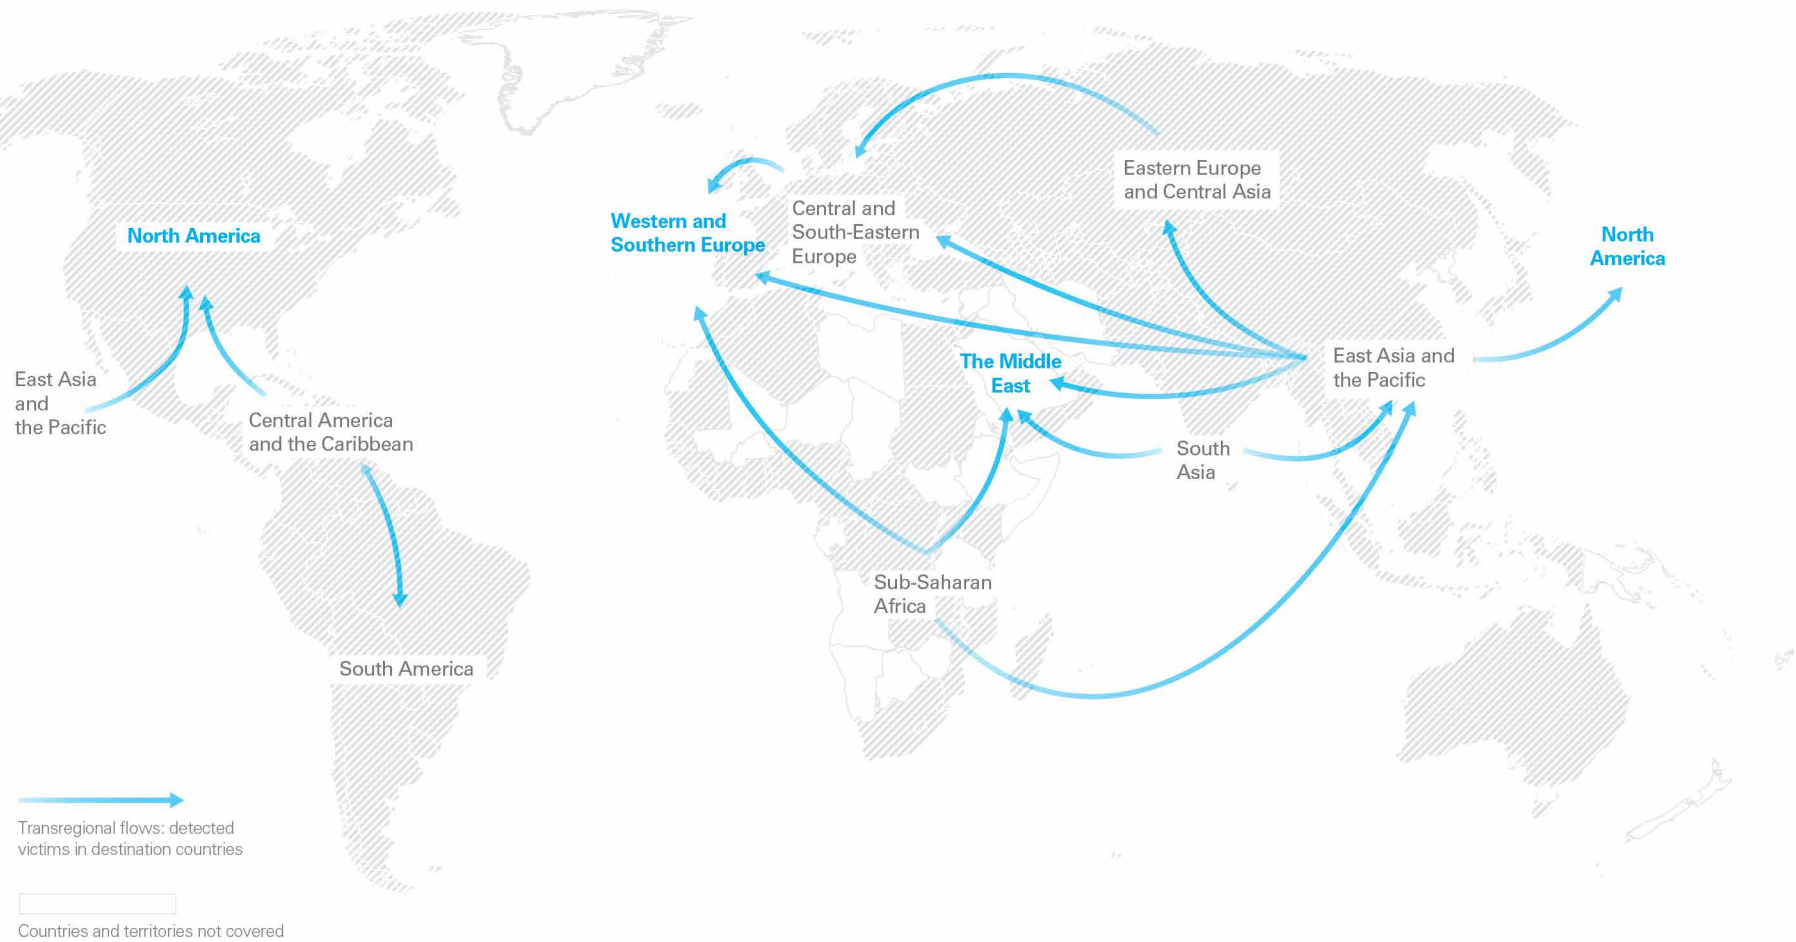 Eastern Europe
and Central Asia
Western and
Southern Europe
Central and
South-Eastern
Europe
North America
North
America
East Asia
and
the Pacific
Central America
and the Caribbean
The Middle
East
East Asia and
the Pacific
South
Asia
Sub-Saharan
Africa
South America
Transregional flows: detected
victims in destination countries
Countries and territories not covered